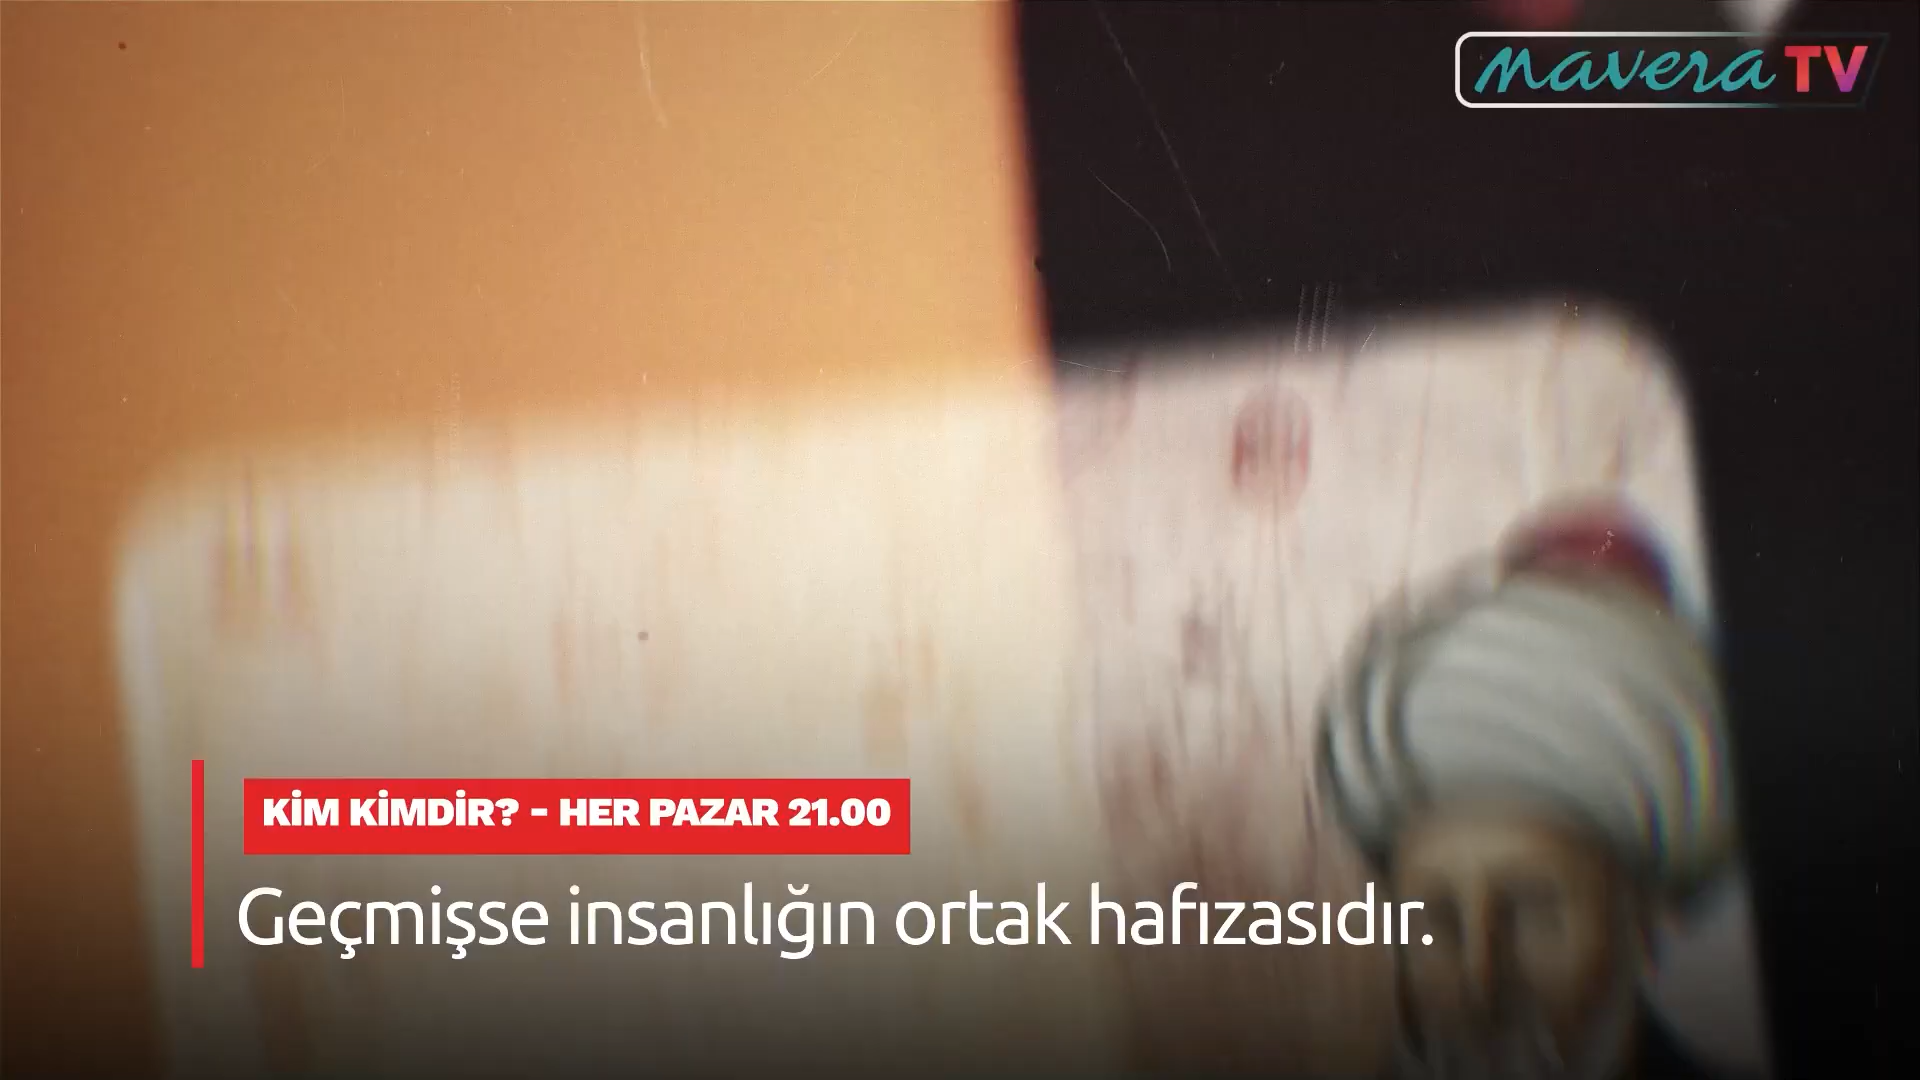 mavera TV
KİM KİMDİR? - HER PAZAR 21.00
Geçmişse insanlığın ortak hafızasıdır.